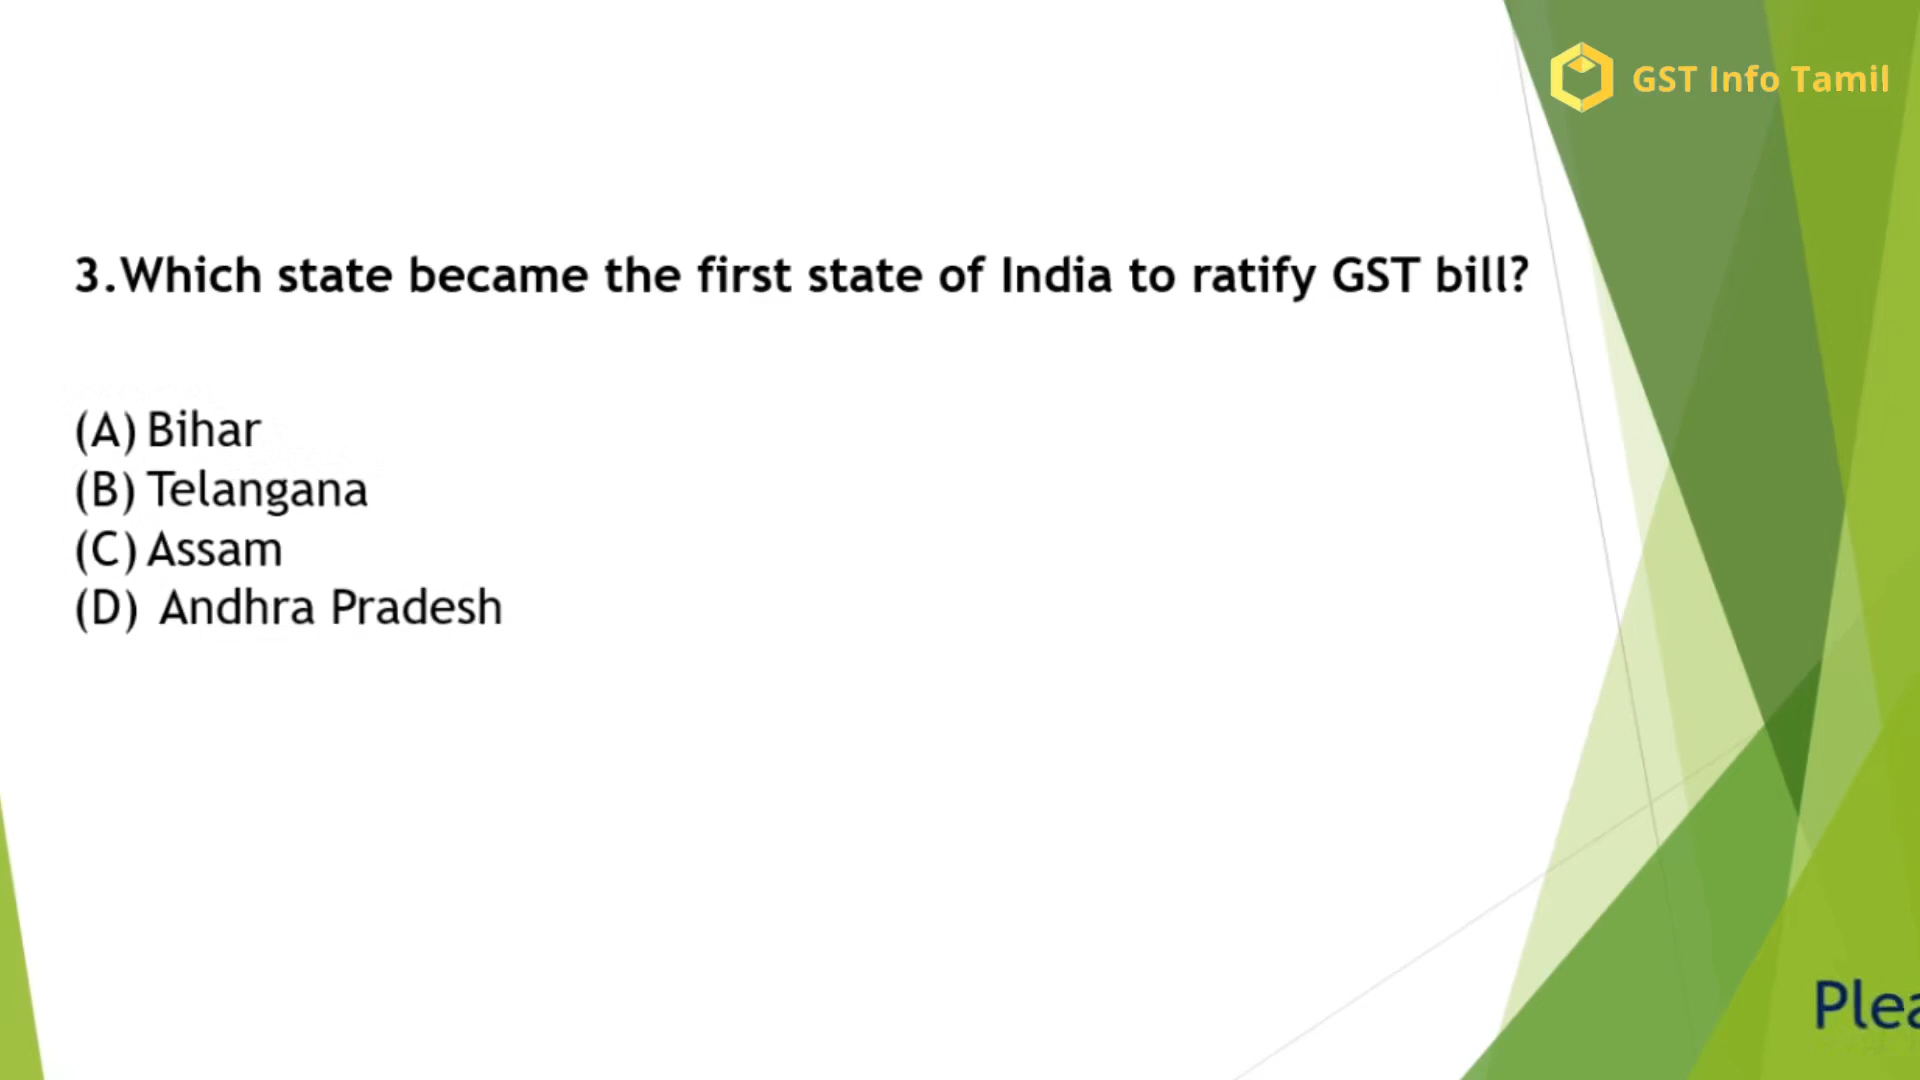 GST Info Tamil
3.Which state became the first state of India to ratify GST bill?
(A) Bihar
(B) Telangana
(C) Assam
(D) Andhra Pradesh